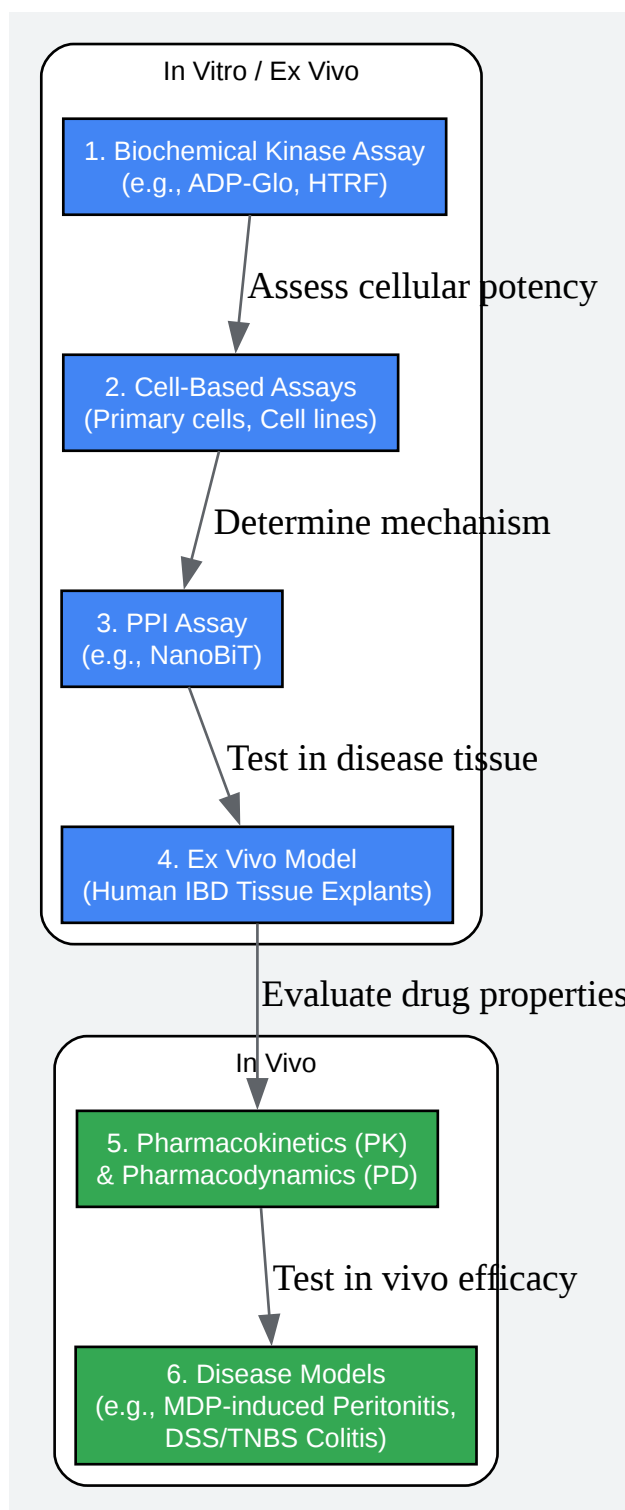 In Vitro / Ex Vivo
1. Biochemical Kinase Assay
(e.g., ADP-Glo, HTRF)
Assess cellular potency
2. Cell-Based Assays
(Primary cells, Cell lines)
Determine mechanism
3. PPI Assay
(e.g., NanoBiT)
Test in disease tissue
4. Ex Vivo Model
(Human IBD Tissue Explants)
Evaluate drug properties
In Vivo
5. Pharmacokinetics (PK)
& Pharmacodynamics (PD)
Test in vivo efficacy
6. Disease Models
(e.g., MDP-induced Peritonitis,
DSS/TNBS Colitis)